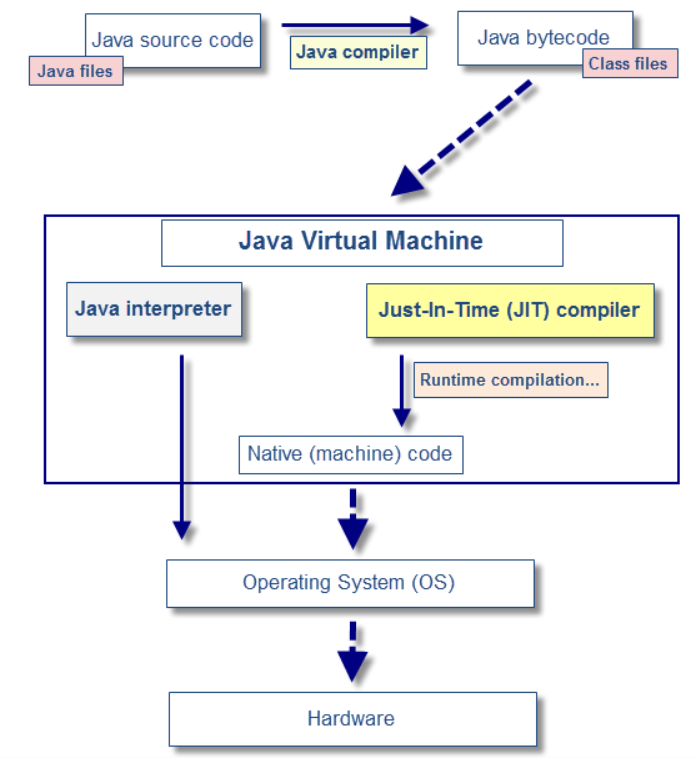 Java source code
Java files
Java compiler
Java bytecode
Class files
Java Virtual Machine
Java interpreter
Just-In-Time (JIT) compiler
Runtime compilation...
Native (machine) code
Operating System (OS)
Hardware